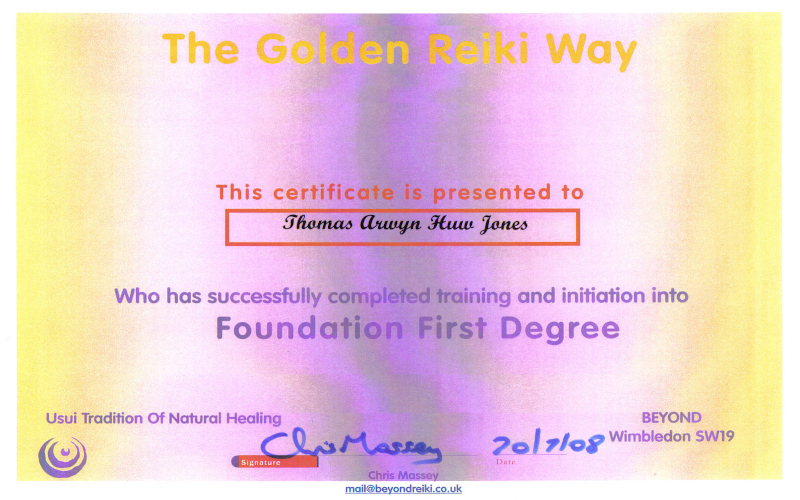 The Golden Reiki Way
This certificate is presented to
Thomas Arwyn Huw Jones
Who has successfully completed training and initiation into
Foundation First Degree
Usui Tradition Of Natural Healing
BEYOND
Wimbledon SW19
Chris Massey
20/7/08
Signature
Date
Chris Massey
mail@beyondreiki.co.uk